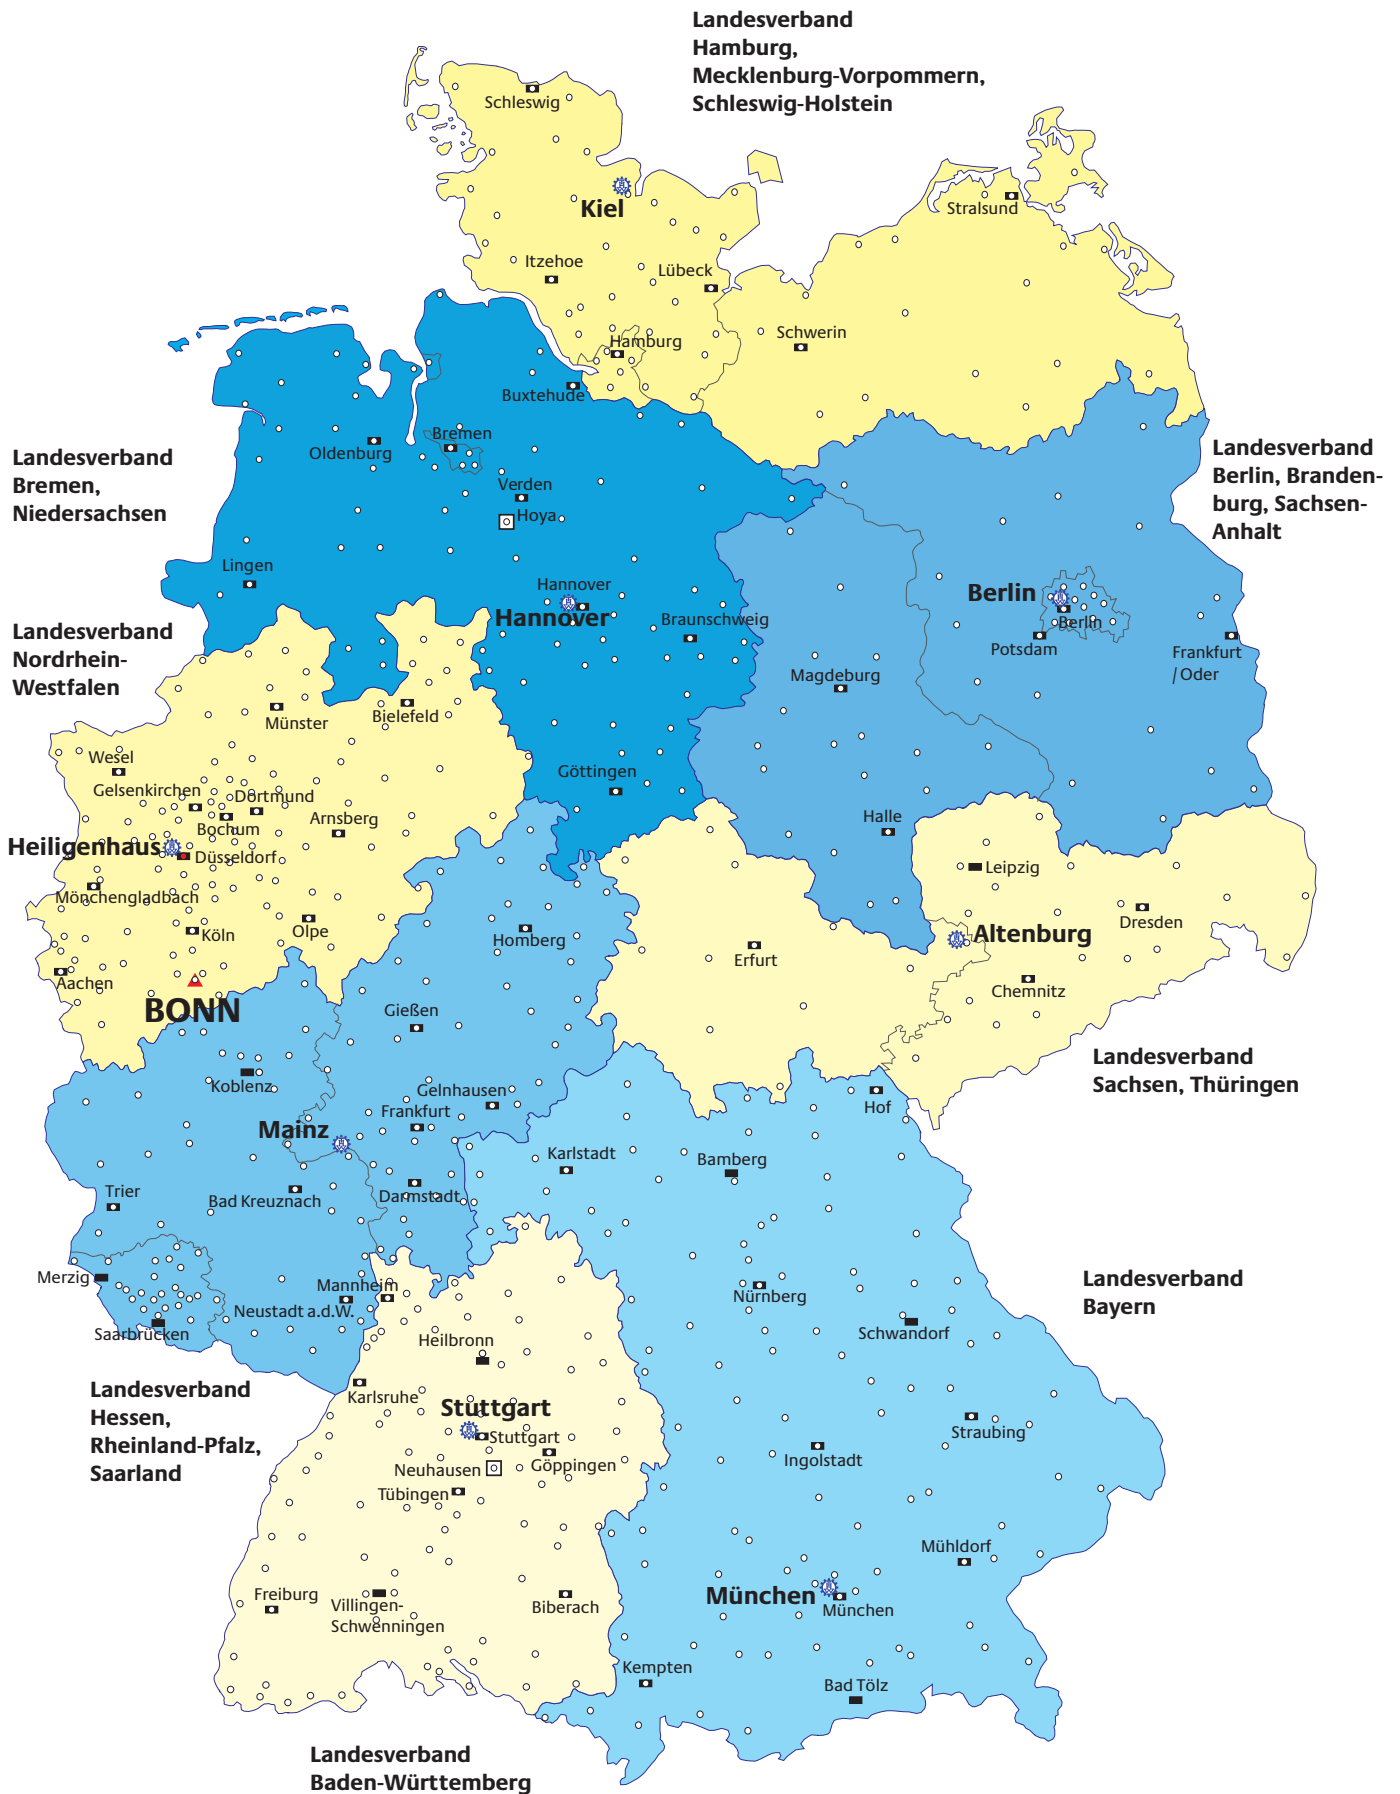 Landesverband
Hamburg,
Mecklenburg-Vorpommern,
Schleswig-Holstein
Schleswig
Kiel
Stralsund
Itzehoe
Lübeck
Hamburg
Schwerin
Buxtehude
Bremen
Oldenburg
Landesverband
Bremen,
Niedersachsen
Landesverband
Berlin, Branden-
burg, Sachsen-
Anhalt
Verden
Hoya
Lingen
Hannover
Hannover
Braunschweig
Berlin
Berlin
Potsdam
Frankfurt
/Oder
Landesverband
Nordrhein-
Westfalen
Magdeburg
Münster
Bielefeld
Wesel
Gelsenkirchen
Dortmund
Bochum
Arnsberg
Göttingen
Halle
Heiligenhaus
Düsseldorf
Mönchengladbach
Leipzig
Köln
Olpe
Homberg
Dresden
Altenburg
Erfurt
Aachen
Chemnitz
BONN
Gießen
Landesverband
Sachsen, Thüringen
Koblenz
Gelnhausen
Hof
Frankfurt
Mainz
Karlstadt
Bamberg
Trier
Bad Kreuznach
Darmstadt
Merzig
Mannheim
Neustadt a.d.W.
Nürnberg
Landesverband
Bayern
Saarbrücken
Heilbronn
Schwandorf
Landesverband
Hessen,
Rheinland-Pfalz,
Saarland
Karlsruhe
Stuttgart
Stuttgart
Straubing
Neuhausen
Göppingen
Ingolstadt
Tübingen
Mühldorf
Freiburg
Villingen-
Schwenningen
Biberach
München
München
Kempten
Bad Tölz
Landesverband
Baden-Württemberg